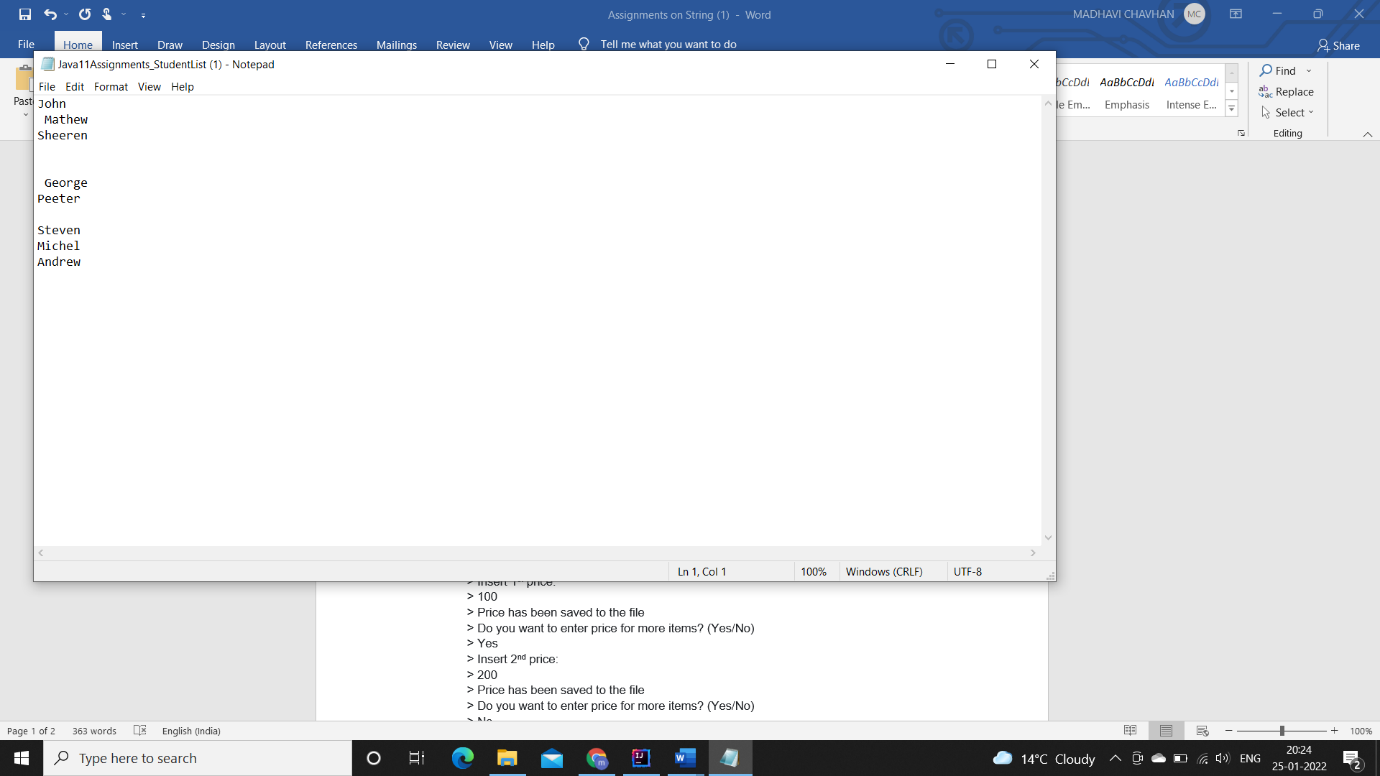 Assignments on String (1) - Word
MADHAVI CHAVHAN MC
File Home Insert Draw Design Layout References Mailings Review View Help Tell me what you want to do
Share
Java11Assignments_StudentList (1) - Notepad
File Edit Format View Help
John
Mathew
Sheeren
George
Peeter
Steven
Michel
Andrew
Ln 1, Col 1 100% Windows (CRLF) UTF-8
AaBbCcDdI AaBbCcDdI
Emphasis Intense E...
Find
Replace
Select
Editing
> Insert 1st price:
> 100
> Price has been saved to the file
> Do you want to enter price for more items? (Yes/No)
> Yes
> Insert 2nd price:
> 200
> Price has been saved to the file
> Do you want to enter price for more items? (Yes/No)
> No
Page 1 of 2 363 words English (India)
100%
Type here to search
14°C Cloudy ENG
20:24
25-01-2022
2